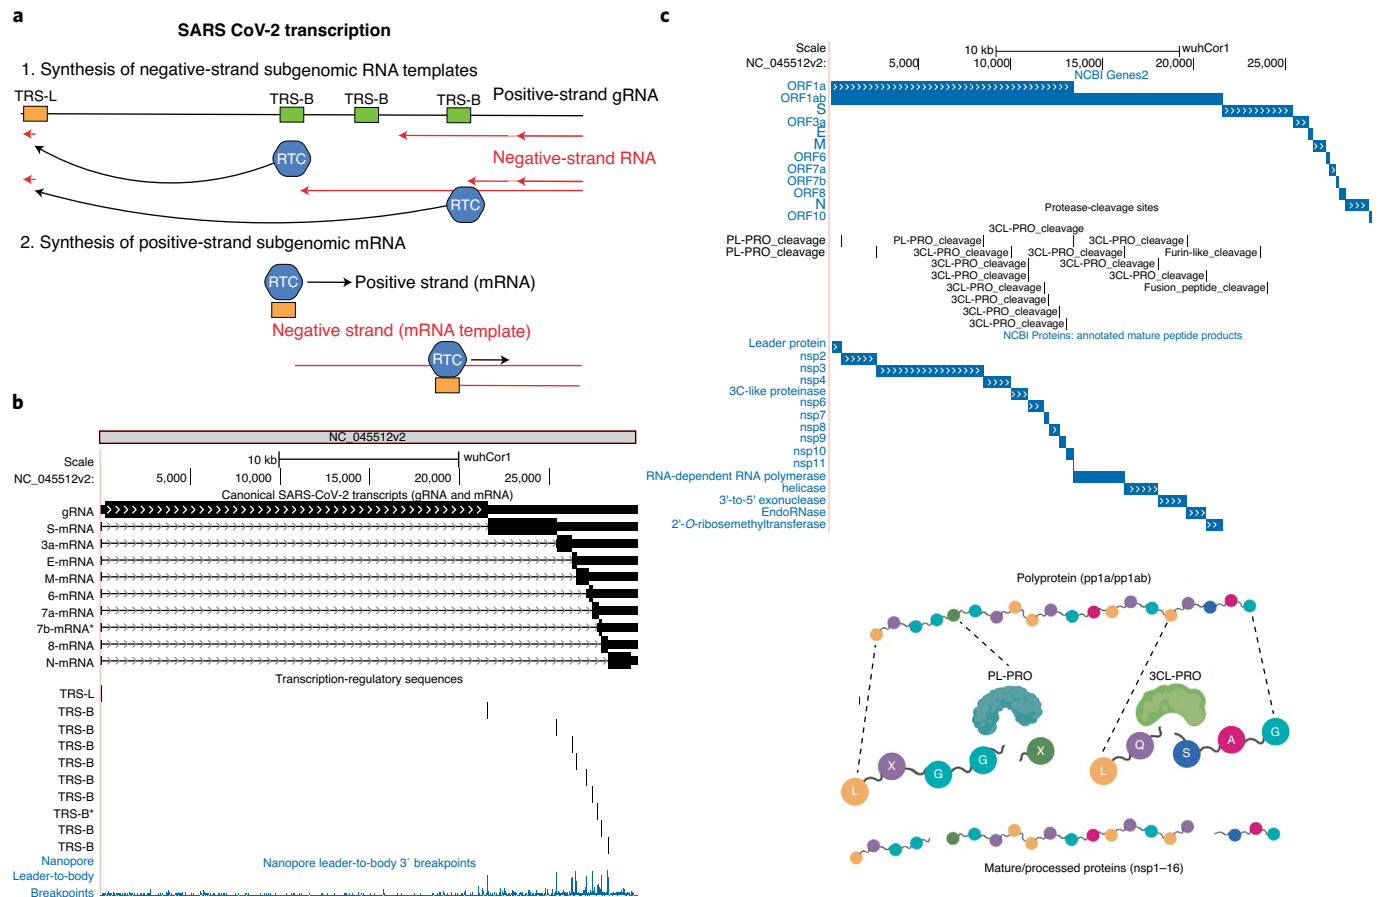 a
SARS CoV-2 transcription
1. Synthesis of negative-strand subgenomic RNA templates
TRS-L
TRS-B
TRS-B
TRS-B
Positive-strand gRNA
RTC
Negative-strand RNA
RTC
2. Synthesis of positive-strand subgenomic mRNA
RTC
Positive strand (mRNA)
Negative strand (mRNA template)
RTC
b
NC_045512v2
Scale
10 kb
wuhCor1
NC_045512v2:
5,000
10,000
15,000
20,000
25,000
Canonical SARS-CoV-2 transcripts (gRNA and mRNA)
gRNA
S-mRNA
3a-mRNA
E-mRNA
M-mRNA
6-mRNA
7a-mRNA
7b-mRNA*
8-mRNA
N-mRNA
Transcription-regulatory sequences
TRS-L
TRS-B
TRS-B
TRS-B
TRS-B
TRS-B
TRS-B
TRS-B*
TRS-B
TRS-B
Nanopore
Nanopore leader-to-body 3´ breakpoints
Leader-to-body
Breakpoints
c
Scale
10 kb
wuhCor1
NC_045512v2:
5,000
10,000
15,000
20,000
25,000
NCBI Genes2
ORF1a
ORF1ab
S
ORF3a
E
M
ORF6
ORF7a
ORF7b
ORF8
N
ORF10
Protease-cleavage sites
3CL-PRO_cleavage
PL-PRO_cleavage
PL-PRO_cleavage
3CL-PRO_cleavage
PL-PRO_cleavage
3CL-PRO_cleavage
3CL-PRO_cleavage
Furin-like_cleavage
3CL-PRO_cleavage
3CL-PRO_cleavage
3CL-PRO_cleavage
3CL-PRO_cleavage
3CL-PRO_cleavage
Fusion_peptide_cleavage
3CL-PRO_cleavage
3CL-PRO_cleavage
3CL-PRO_cleavage
NCBI Proteins: annotated mature peptide products
Leader protein
nsp2
nsp3
nsp4
3C-like proteinase
nsp6
nsp7
nsp8
nsp9
nsp10
nsp11
RNA-dependent RNA polymerase
helicase
3'-to-5' exonuclease
EndoRNase
2'-O-ribosemethyltransferase
Polyprotein (pp1a/pp1ab)
PL-PRO
3CL-PRO
L
X
G
G
X
L
Q
S
A
G
Mature/processed proteins (nsp1–16)